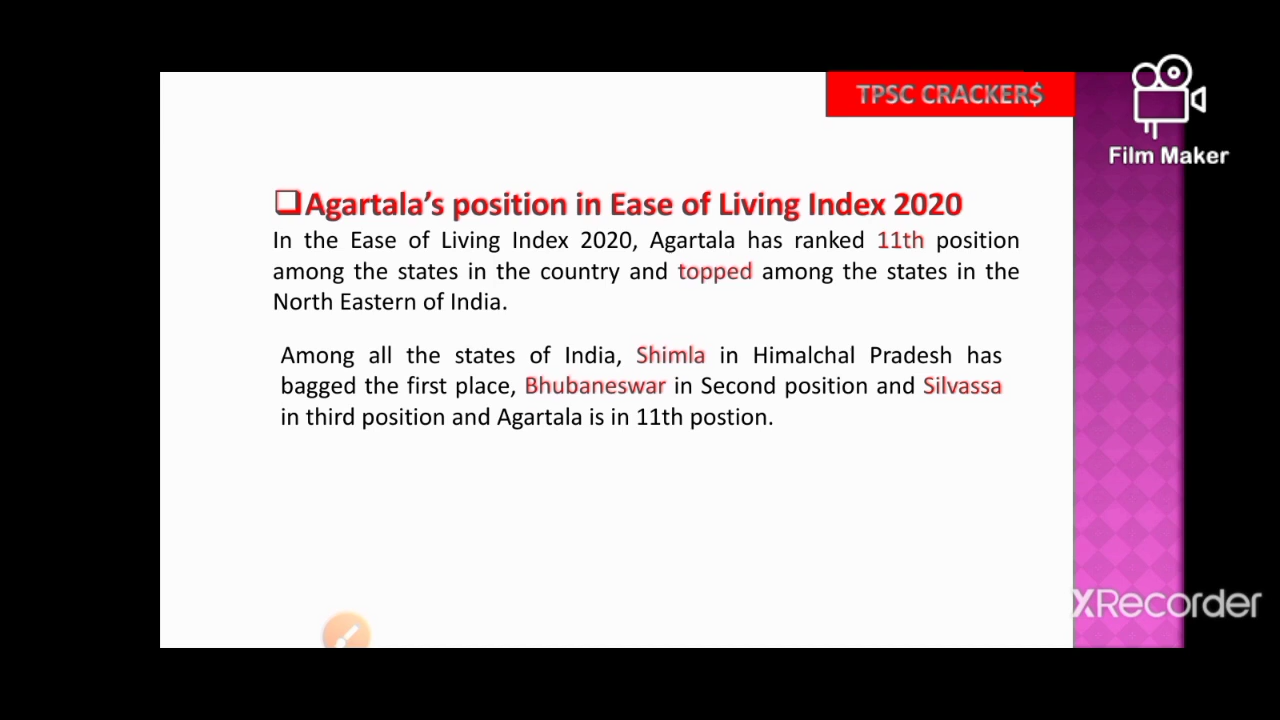 TPSC CRACKER$
Film Maker
❑Agartala’s position in Ease of Living Index 2020
In the Ease of Living Index 2020, Agartala has ranked 11th position
among the states in the country and topped among the states in the
North Eastern of India.
Among all the states of India, Shimla in Himalchal Pradesh has
bagged the first place, Bhubaneswar in Second position and Silvassa
in third position and Agartala is in 11th postion.
XRecorder